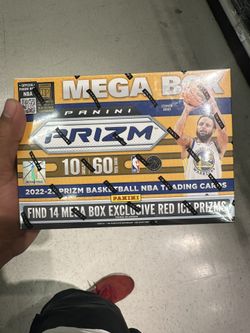 MEGA BOX
PANINI
PRIZM
10 60
2022-23 PRIZM BASKETBALL NBA TRADING CARDS
PANINI
FIND 14 MEGA BOX EXCLUSIVE RED ICE PRIZMS